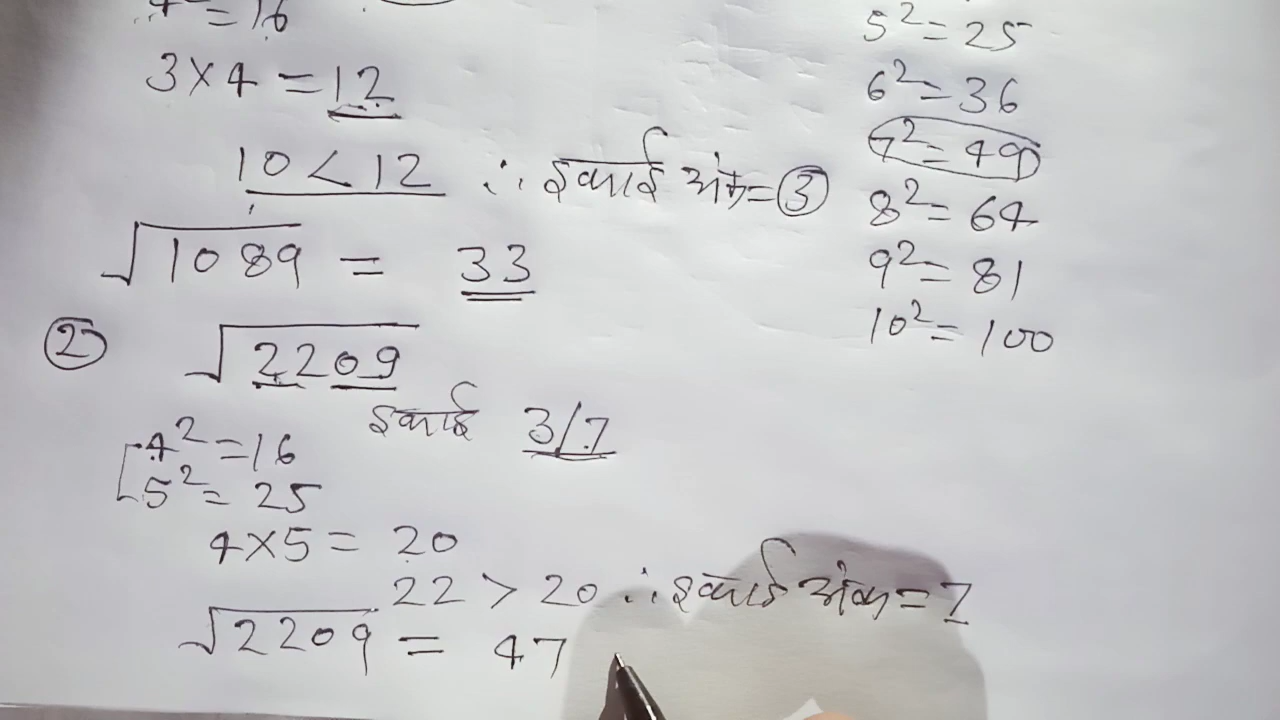 4² = 16
3 × 4 = 12
10 < 12 ∴ इकाई अंक = 3
√1089 = 33
2 √2209
इकाई 3/7
4² = 16
5² = 25
4 × 5 = 20
22 > 20 ∴ इकाई अंक = 7
√2209 = 47
5² = 25
6² = 36
7² = 49
8² = 64
9² = 81
10² = 100